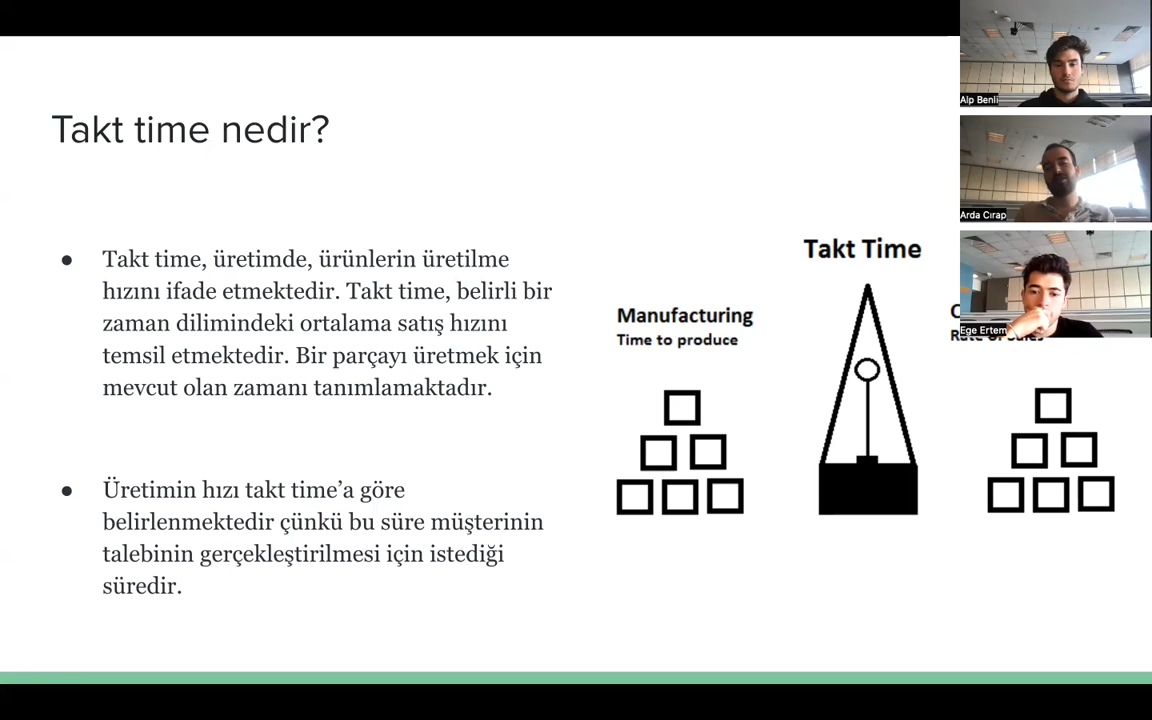 Takt time nedir?
Takt time, üretimde, ürünlerin üretilme
hızını ifade etmektedir. Takt time, belirli bir
zaman dilimindeki ortalama satış hızını
temsil etmektedir. Bir parçayı üretmek için
mevcut olan zamanı tanımlamaktadır.
Üretimin hızı takt time’a göre
belirlenmektedir çünkü bu süre müşterinin
talebinin gerçekleştirilmesi için istediği
süredir.
Takt Time
Manufacturing
Time to produce
Alp Benli
Arda Cırap
Ege Ertem